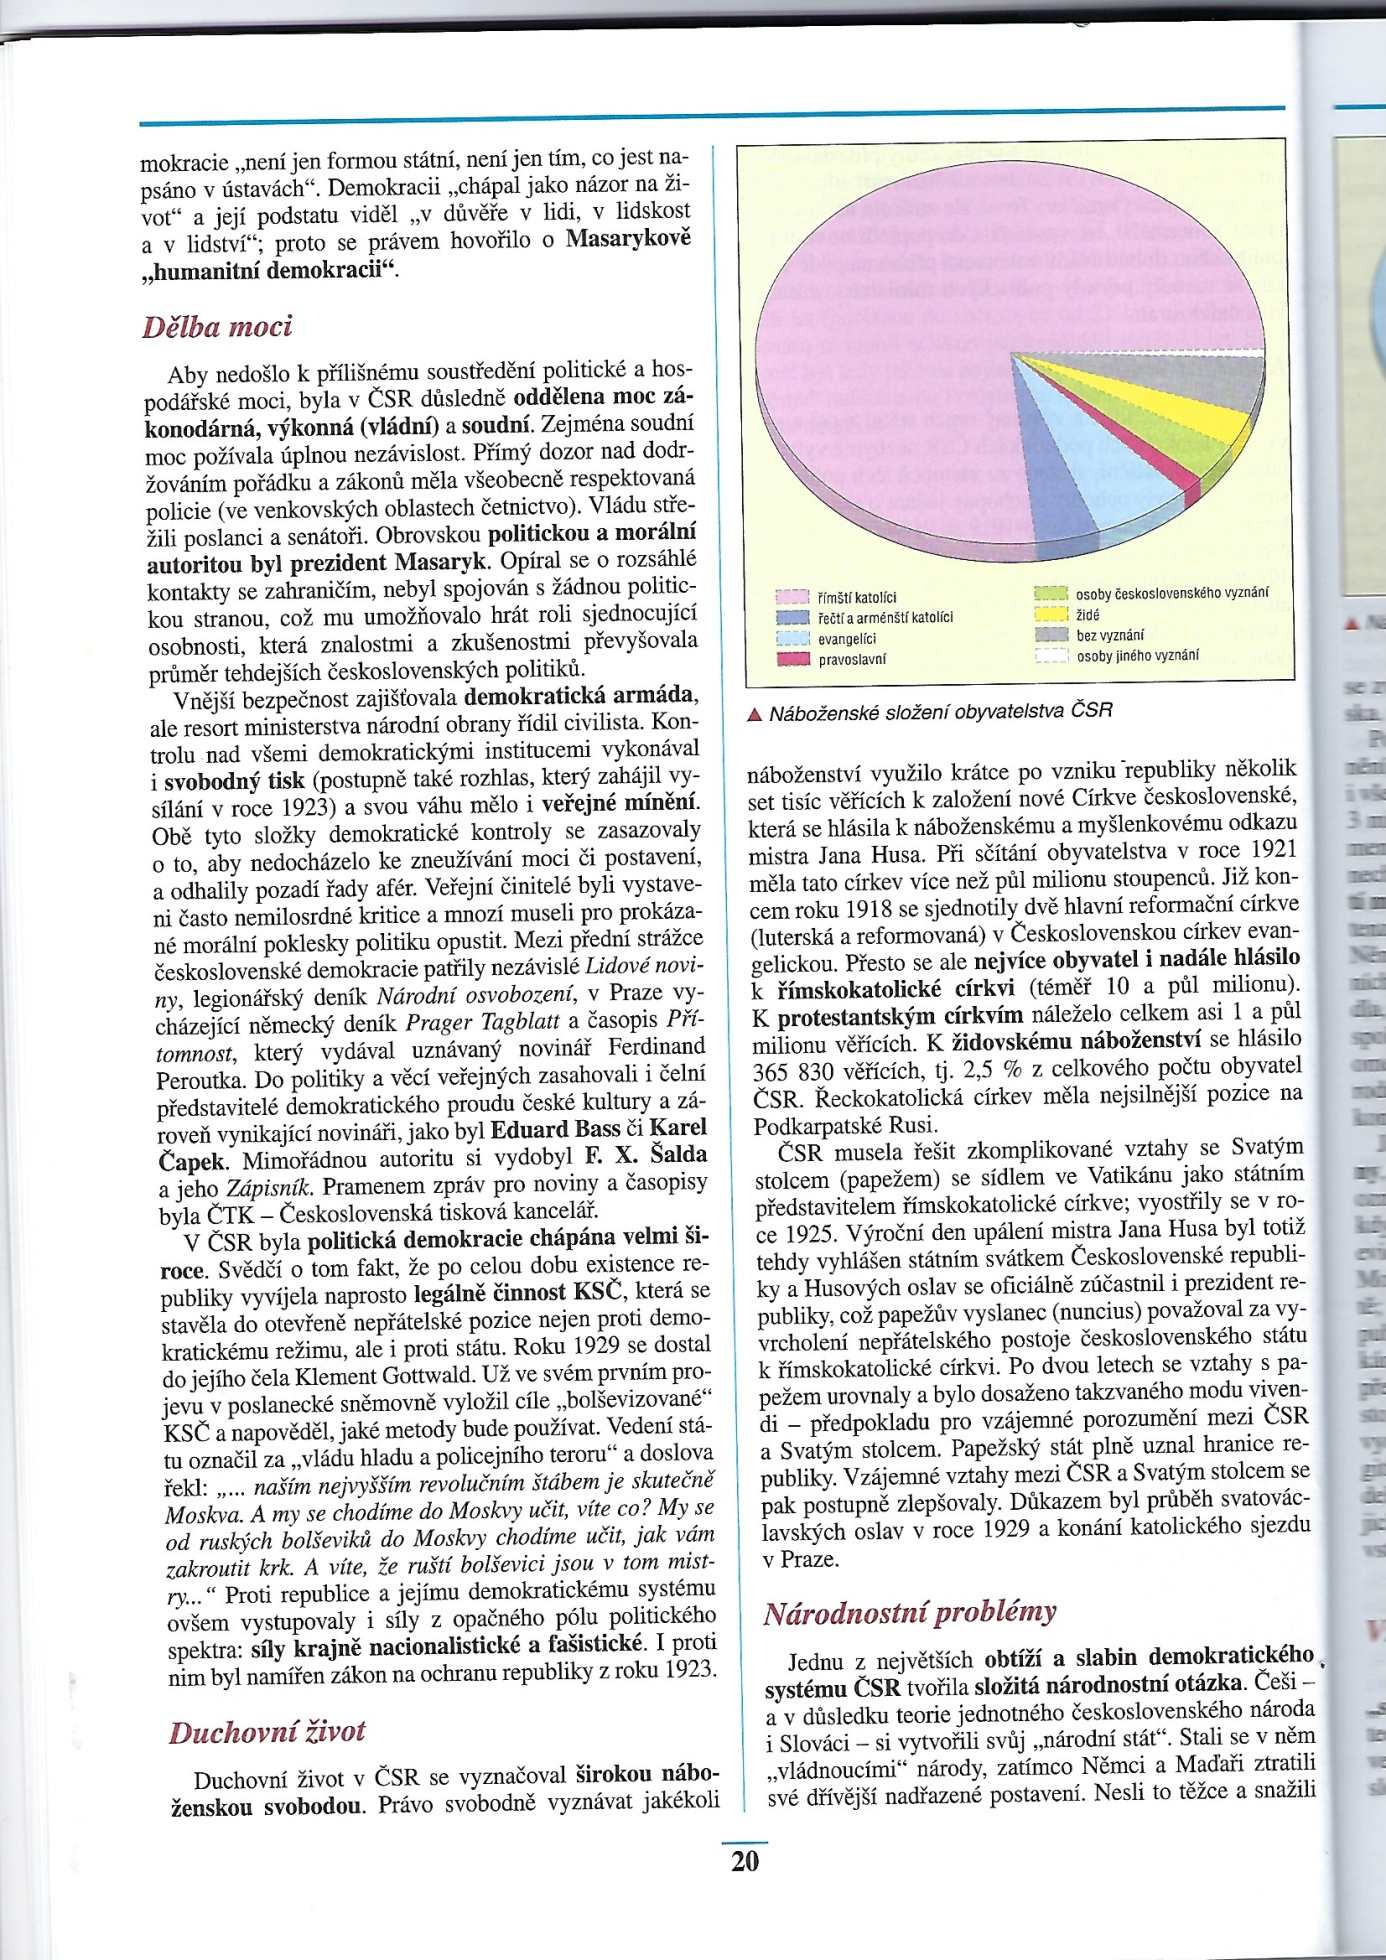 mokracie „není jen formou státní, není jen tím, co jest na-
psáno v ústavách“. Demokracii „chápal jako názor na ži-
vot“ a její podstatu viděl „v důvěře v lidi, v lidskost
a v lidství“; proto se právem hovořilo o Masarykově
„humanitní demokracii“.
Dělba moci
Aby nedošlo k přílišnému soustředění politické a hos-
podářské moci, byla v ČSR důsledně oddělena moc zá-
konodárná, výkonná (vládní) a soudní. Zejména soudní
moc požívala úplnou nezávislost. Přímý dozor nad dodr-
žováním pořádku a zákonů měla všeobecně respektovaná
policie (ve venkovských oblastech četnictvo). Vládu stře-
žili poslanci a senátoři. Obrovskou politickou a morální
autoritou byl prezident Masaryk. Opíral se o rozsáhlé
kontakty se zahraničím, nebyl spojován s žádnou politic-
kou stranou, což mu umožňovalo hrát roli sjednocující
osobnosti, která znalostmi a zkušenostmi převyšovala
průměr tehdejších československých politiků.
Vnější bezpečnost zajišťovala demokratická armáda,
ale resort ministerstva národní obrany řídil civilista. Kon-
trolu nad všemi demokratickými institucemi vykonával
i svobodný tisk (postupně také rozhlas, který zahájil vy-
sílání v roce 1923) a svou váhu mělo i veřejné mínění.
Obě tyto složky demokratické kontroly se zasazovaly
o to, aby nedocházelo ke zneužívání moci či postavení,
a odhalily pozadí řady afér. Veřejní činitelé byli vystave-
ni často nemilosrdné kritice a mnozí museli pro prokáza-
né morální poklesky politiku opustit. Mezi přední strážce
československé demokracie patřily nezávislé Lidové novi-
ny, legionářský deník Národní osvobození, v Praze vy-
cházející německý deník Prager Tagblatt a časopis Pří-
tomnost, který vydával uznávaný novinář Ferdinand
Peroutka. Do politiky a věcí veřejných zasahovali i čelní
představitelé demokratického proudu české kultury a zá-
roveň vynikající novináři, jako byl Eduard Bass či Karel
Čapek. Mimořádnou autoritu si vydobyl F. X. Šalda
a jeho Zápisník. Pramenem zpráv pro noviny a časopisy
byla ČTK – Československá tisková kancelář.
V ČSR byla politická demokracie chápána velmi ši-
roce. Svědčí o tom fakt, že po celou dobu existence re-
publiky vyvíjela naprosto legálně činnost KSČ, která se
stavěla do otevřeně nepřátelské pozice nejen proti demo-
kratickému režimu, ale i proti státu. Roku 1929 se dostal
do jejího čela Klement Gottwald. Už ve svém prvním pro-
jevu v poslanecké sněmovně vyložil cíle „bolševizované“
KSČ a napověděl, jaké metody bude používat. Vedení stá-
tu označil za „vládu hladu a policejního teroru“ a doslova
řekl: „... naším nejvyšším revolučním štábem je skutečně
Moskva. A my se chodíme do Moskvy učit, víte co? My se
od ruských bolševiků do Moskvy chodíme učit, jak vám
zakroutit krk. A víte, že ruští bolševici jsou v tom mist-
ry...“ Proti republice a jejímu demokratickému systému
ovšem vystupovaly i síly z opačného pólu politického
spektra: síly krajně nacionalistické a fašistické. I proti
nim byl namířen zákon na ochranu republiky z roku 1923.
Duchovní život
Duchovní život v ČSR se vyznačoval širokou nábo-
ženskou svobodou. Právo svobodně vyznávat jakékoli
římští katolíci
řečtí a arménští katolíci
evangelíci
pravoslavní
osoby československého vyznání
židé
bez vyznání
osoby jiného vyznání
▲ Náboženské složení obyvatelstva ČSR
náboženství využilo krátce po vzniku republiky několik
set tisíc věřících k založení nové Církve československé,
která se hlásila k náboženskému a myšlenkovému odkazu
mistra Jana Husa. Při sčítání obyvatelstva v roce 1921
měla tato církev více než půl milionu stoupenců. Již kon-
cem roku 1918 se sjednotily dvě hlavní reformační církve
(luterská a reformovaná) v Československou církev evan-
gelickou. Přesto se ale nejvíce obyvatel i nadále hlásilo
k římskokatolické církvi (téměř 10 a půl milionu).
K protestantským církvím náleželo celkem asi 1 a půl
milionu věřících. K židovskému náboženství se hlásilo
365 830 věřících, tj. 2,5 % z celkového počtu obyvatel
ČSR. Řeckokatolická církev měla nejsilnější pozice na
Podkarpatské Rusi.
ČSR musela řešit zkomplikované vztahy se Svatým
stolcem (papežem) se sídlem ve Vatikánu jako státním
představitelem římskokatolické církve; vyostřily se v ro-
ce 1925. Výroční den upálení mistra Jana Husa byl totiž
tehdy vyhlášen státním svátkem Československé republi-
ky a Husových oslav se oficiálně zúčastnil i prezident re-
publiky, což papežův vyslanec (nuncius) považoval za vy-
vrcholení nepřátelského postoje československého státu
k římskokatolické církvi. Po dvou letech se vztahy s pa-
pežem urovnaly a bylo dosaženo takzvaného modu viven-
di – předpokladu pro vzájemné porozumění mezi ČSR
a Svatým stolcem. Papežský stát plně uznal hranice re-
publiky. Vzájemné vztahy mezi ČSR a Svatým stolcem se
pak postupně zlepšovaly. Důkazem byl průběh svatovác-
lavských oslav v roce 1929 a konání katolického sjezdu
v Praze.
Národnostní problémy
Jednu z největších obtíží a slabin demokratického
systému ČSR tvořila složitá národnostní otázka. Češi –
a v důsledku teorie jednotného československého národa
i Slováci – si vytvořili svůj „národní stát“. Stali se v něm
„vládnoucími“ národy, zatímco Němci a Maďaři ztratili
své dřívější nadřazené postavení. Nesli to těžce a snažili
20